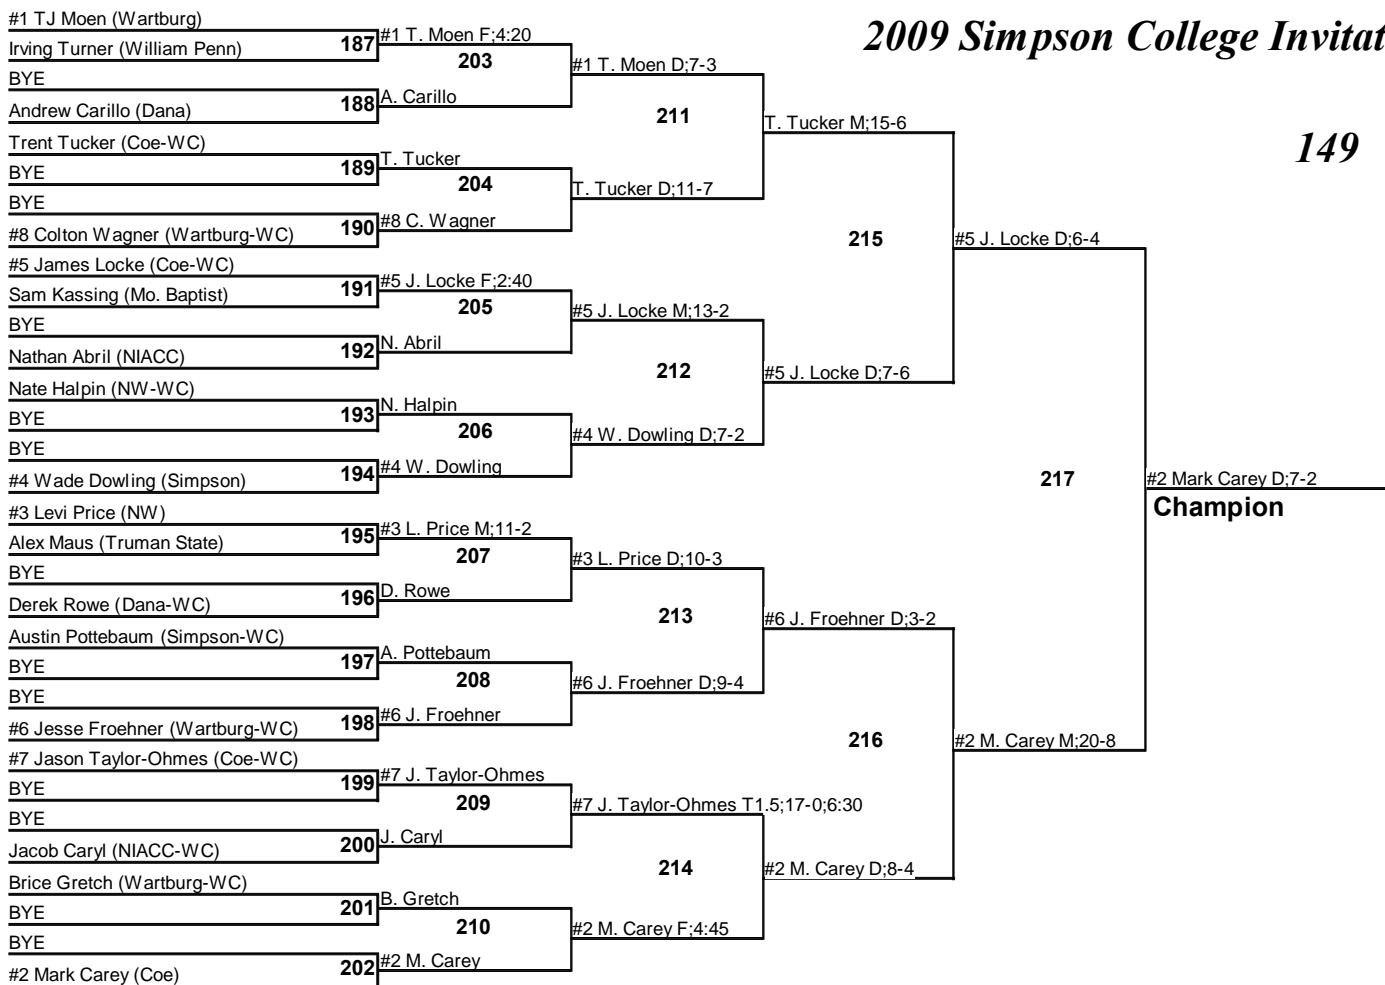 2009 Simpson College Invitat
149
#1 TJ Moen (Wartburg)
Irving Turner (William Penn)
BYE
Andrew Carillo (Dana)
Trent Tucker (Coe-WC)
BYE
BYE
#8 Colton Wagner (Wartburg-WC)
#5 James Locke (Coe-WC)
Sam Kassing (Mo. Baptist)
BYE
Nathan Abril (NIACC)
Nate Halpin (NW-WC)
BYE
BYE
#4 Wade Dowling (Simpson)
#3 Levi Price (NW)
Alex Maus (Truman State)
BYE
Derek Rowe (Dana-WC)
Austin Pottebaum (Simpson-WC)
BYE
BYE
#6 Jesse Froehner (Wartburg-WC)
#7 Jason Taylor-Ohmes (Coe-WC)
BYE
BYE
Jacob Caryl (NIACC-WC)
Brice Gretch (Wartburg-WC)
BYE
BYE
#2 Mark Carey (Coe)
187
188
189
190
191
192
193
194
195
196
197
198
199
200
201
202
#1 T. Moen F;4:20
A. Carillo
T. Tucker
#8 C. Wagner
#5 J. Locke F;2:40
N. Abril
N. Halpin
#4 W. Dowling
#3 L. Price M;11-2
D. Rowe
A. Pottebaum
#6 J. Froehner
#7 J. Taylor-Ohmes
J. Caryl
B. Gretch
#2 M. Carey
203
204
205
206
207
208
209
210
#1 T. Moen D;7-3
T. Tucker D;11-7
#5 J. Locke M;13-2
#4 W. Dowling D;7-2
#3 L. Price D;10-3
#6 J. Froehner D;9-4
#7 J. Taylor-Ohmes T1.5;17-0;6:30
#2 M. Carey F;4:45
211
212
213
214
T. Tucker M;15-6
#5 J. Locke D;7-6
#6 J. Froehner D;3-2
#2 M. Carey D;8-4
215
216
#5 J. Locke D;6-4
#2 M. Carey M;20-8
217
#2 Mark Carey D;7-2
Champion